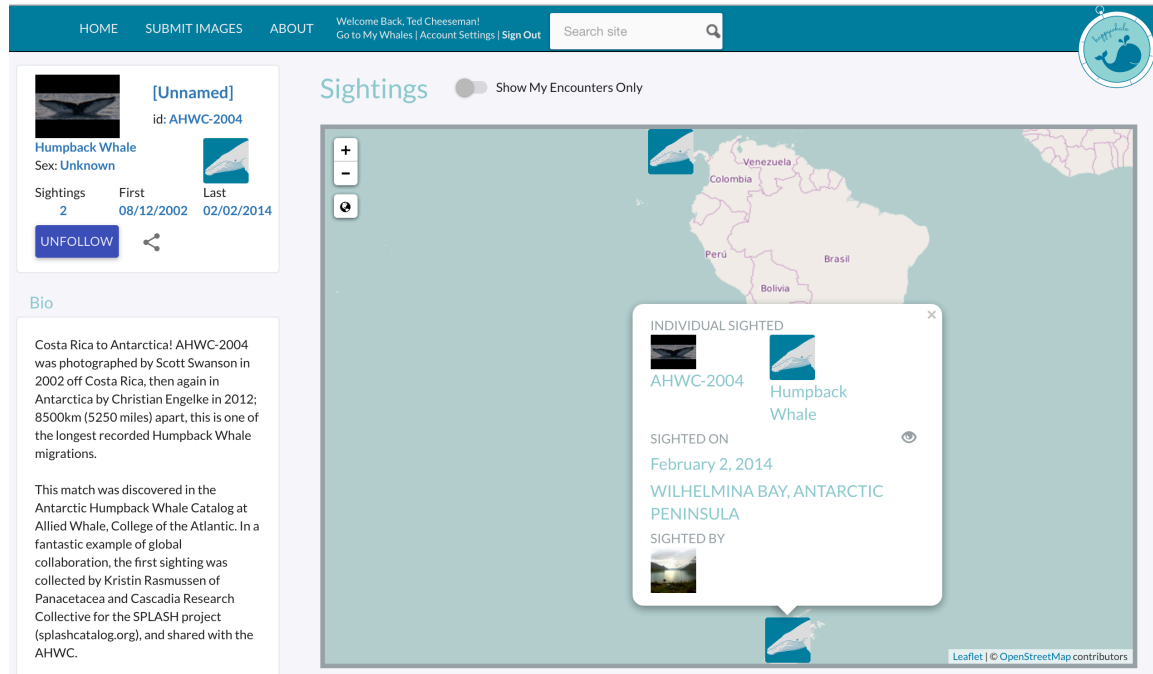 HOME SUBMIT IMAGES ABOUT
Welcome Back, Ted Cheeseman!
Go to My Whales | Account Settings | Sign Out
Search site
happywhale
[Unnamed]
id: AHWC-2004
Humpback Whale
Sex: Unknown
Sightings First Last
2 08/12/2002 02/02/2014
UNFOLLOW
Bio
Costa Rica to Antarctica! AHWC-2004
was photographed by Scott Swanson in
2002 off Costa Rica, then again in
Antarctica by Christian Engelke in 2012;
8500km (5250 miles) apart, this is one of
the longest recorded Humpback Whale
migrations.
This match was discovered in the
Antarctic Humpback Whale Catalog at
Allied Whale, College of the Atlantic. In a
fantastic example of global
collaboration, the first sighting was
collected by Kristin Rasmussen of
Panacetacea and Cascadia Research
Collective for the SPLASH project
(splashcatalog.org), and shared with the
AHWC.
Sightings
Show My Encounters Only
+
−
Venezuela
Colombia
Perú
Brasil
Bolivia
×
INDIVIDUAL SIGHTED
AHWC-2004
Humpback
Whale
SIGHTED ON
February 2, 2014
WILHELMINA BAY, ANTARCTIC
PENINSULA
SIGHTED BY
Leaflet | © OpenStreetMap contributors